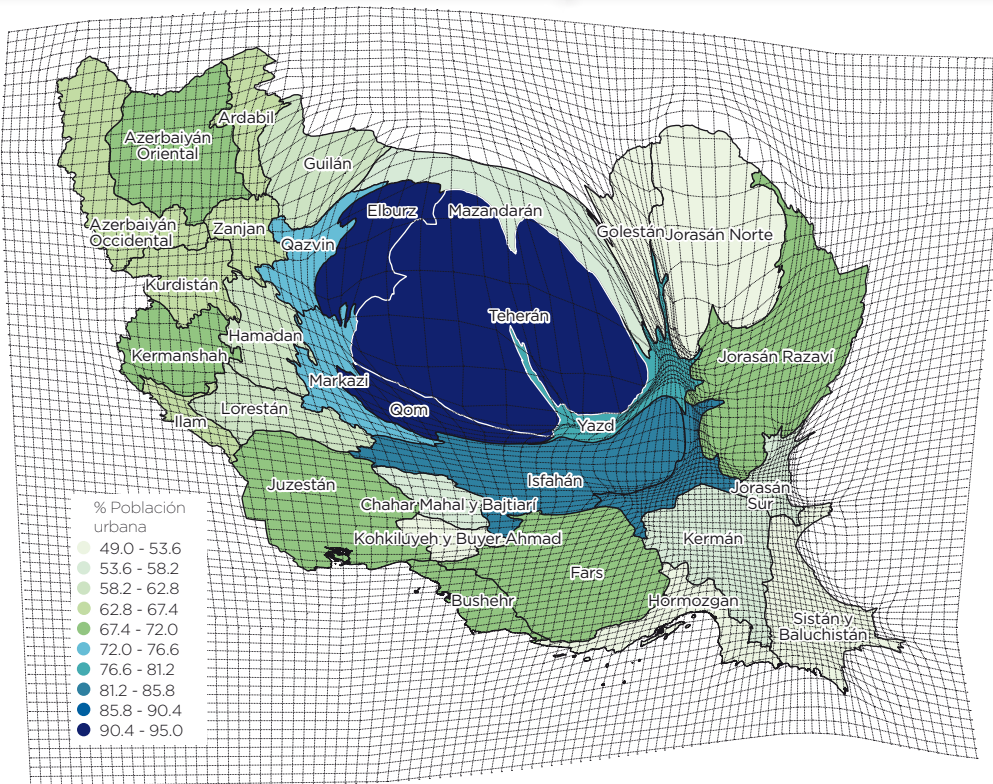 Ardabil
Azerbaiyán
Oriental
Guilán
Elburz
Mazandarán
Azerbaiyán
Occidental
Zanjan
Qazvin
Golestán
Jorasán Norte
Kurdistán
Teherán
Hamadan
Kermanshah
Jorasán Razaví
Markazi
Ilam
Lorestán
Qom
Yazd
Juzestán
Isfahán
Jorasán
Sur
Chahar Mahal y Bajtiarí
Kohkilúyeh y Buyer Ahmad
Kermán
Fars
Bushehr
Hormozgan
Sistán y
Baluchistán
% Población
urbana
49.0 - 53.6
53.6 - 58.2
58.2 - 62.8
62.8 - 67.4
67.4 - 72.0
72.0 - 76.6
76.6 - 81.2
81.2 - 85.8
85.8 - 90.4
90.4 - 95.0